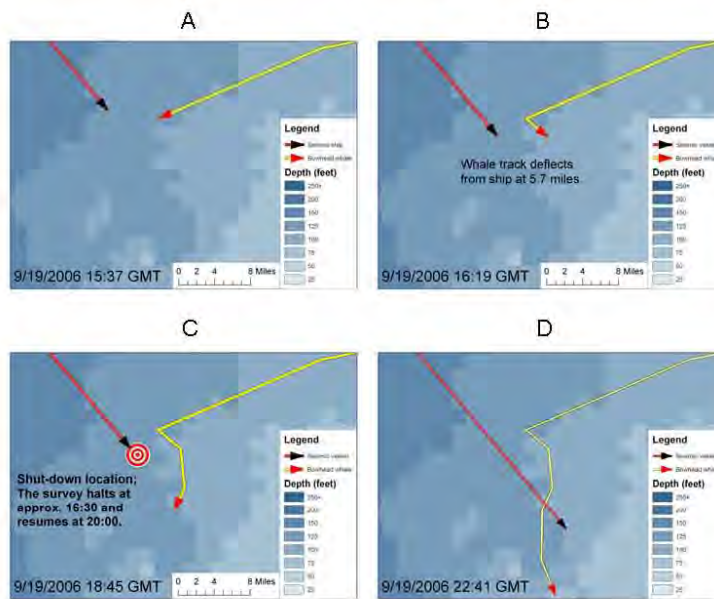 A
B
Legend
Seismic ship
Bowhead whale
Depth (feet)
250+
200
150
125
100
75
50
25
9/19/2006 15:37 GMT
0 2 4 8 Miles
Whale track deflects
from ship at 5.7 miles.
Legend
Seismic vessel
Bowhead whale
Depth (feet)
250+
200
150
125
100
75
50
25
9/19/2006 16:19 GMT
0 2 4 8 Miles
C
D
Shut-down location;
The survey halts at
approx. 16:30 and
resumes at 20:00.
Legend
Seismic vessel
Bowhead whale
Depth (feet)
250+
200
150
125
100
75
50
25
9/19/2006 18:45 GMT
0 2 4 8 Miles
Legend
Seismic vessel
Bowhead whale
Depth (feet)
250+
200
150
125
100
75
50
25
9/19/2006 22:41 GMT